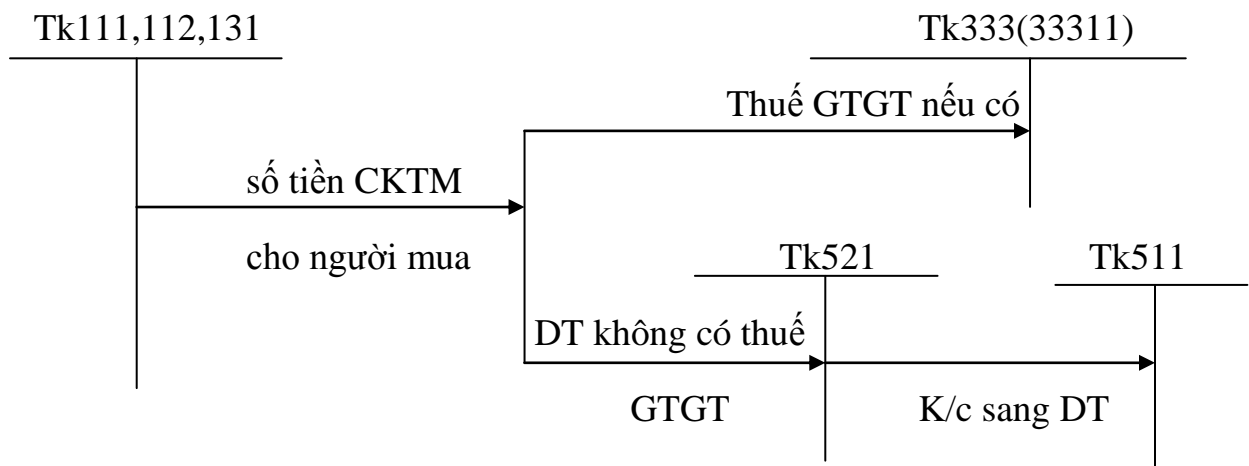 Tk111,112,131
Tk333(33311)
Thuế GTGT nếu có
số tiền CKTM
cho người mua
Tk521
Tk511
DT không có thuế
GTGT
K/c sang DT